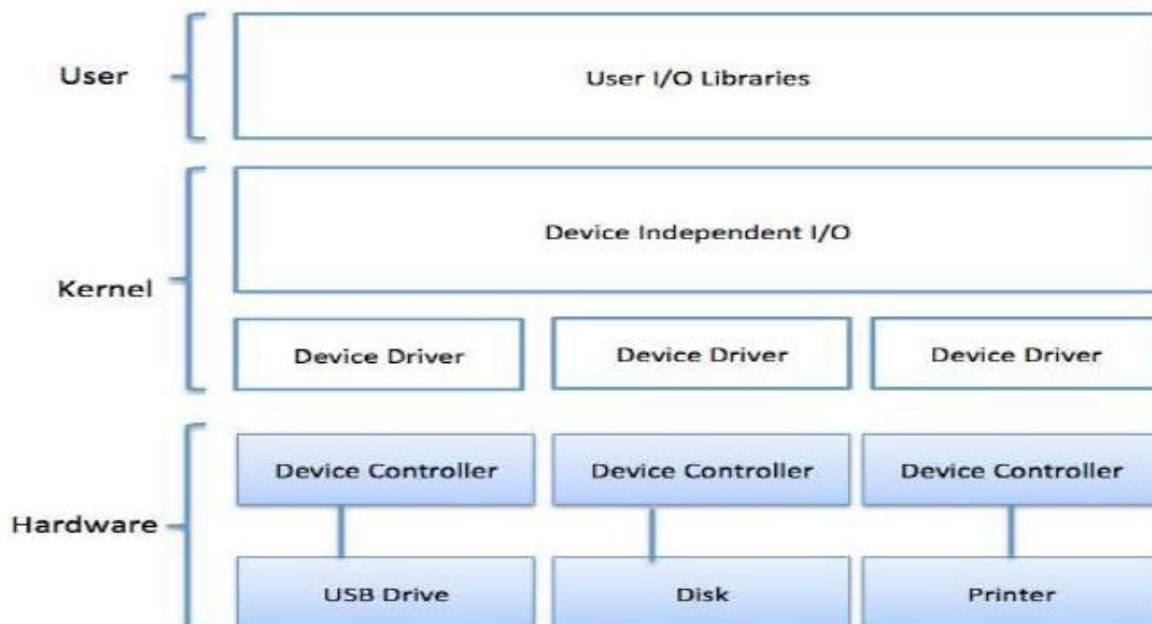 User
User I/O Libraries
Kernel
Device Independent I/O
Device Driver
Device Driver
Device Driver
Hardware
Device Controller
Device Controller
Device Controller
USB Drive
Disk
Printer